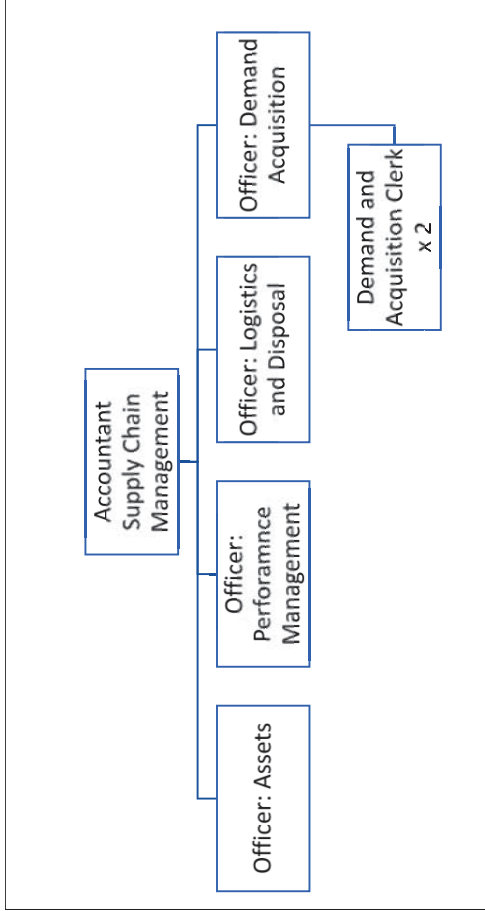 Accountant
Supply Chain
Management
Officer: Assets
Officer:
Perforamnce
Management
Officer: Logistics
and Disposal
Officer: Demand
Acquisition
Demand and
Acquisition Clerk
x 2